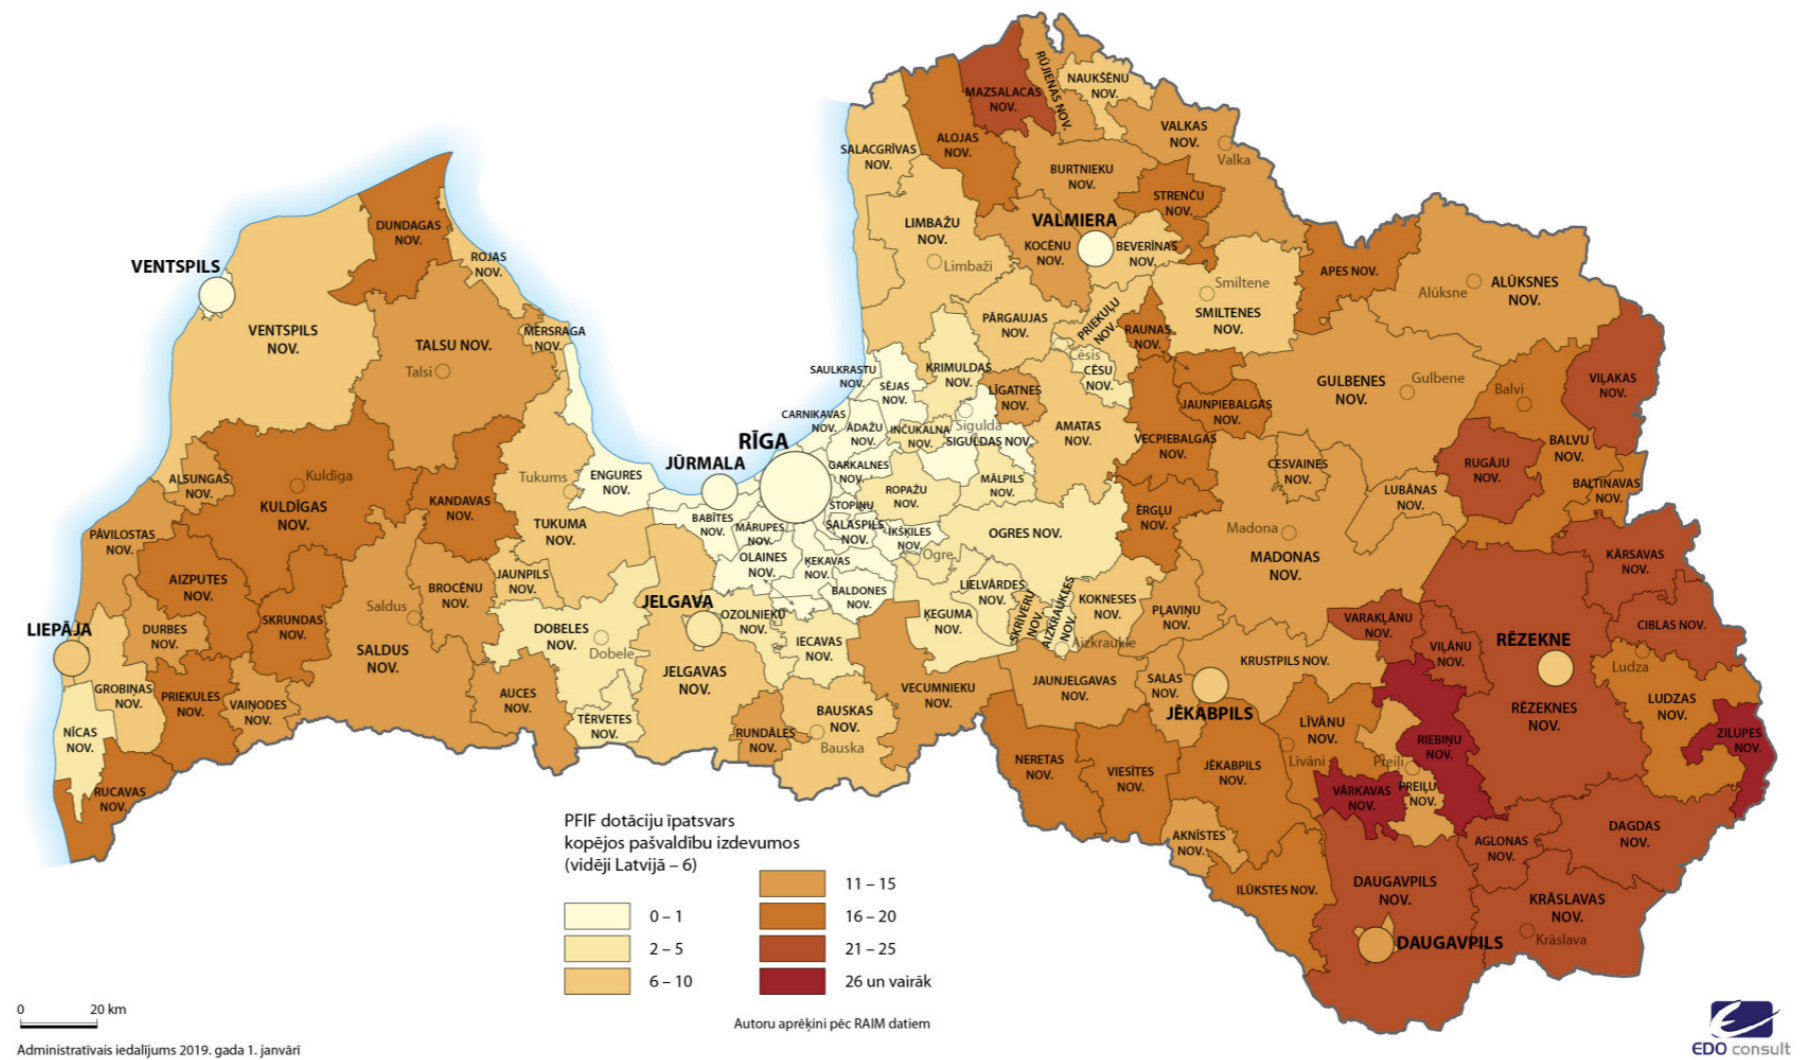 RŪJIENAS NOV.
NAUKŠĒNU
NOV.
MAZSALACAS
NOV.
VALKAS
NOV.
Valka
ALOJAS
NOV.
SALACGRĪVAS
NOV.
BURTNIEKU
NOV.
STRENČU
NOV.
VALMIERA
LIMBAŽU
NOV.
Limbaži
KOCĒNU
NOV.
BEVERĪNAS
NOV.
DUNDAGAS
NOV.
ROJAS
NOV.
VENTSPILS
VENTSPILS
NOV.
MĒRSRAGA
NOV.
TALSU NOV.
Talsi
APES NOV.
Alūksne
ALŪKSNES
NOV.
Smiltene
SMILTENES
NOV.
PĀRGAUJAS
NOV.
PRIEKUĻU
NOV.
RAUNAS
NOV.
Cēsis
CĒSU
NOV.
SAULKRASTU
NOV.
SĒJAS
NOV.
KRIMULDAS
NOV.
LĪGATNES
NOV.
GULBENES
NOV.
Gulbene
Balvi
VIĻAKAS
NOV.
JAUNPIEBALGAS
NOV.
CARNIKAVAS
NOV.
ĀDAŽU
NOV.
INČUKALNA
NOV.
Sigulda
SIGULDAS NOV.
AMATAS
NOV.
VECPIEBALGAS
NOV.
BALVU
NOV.
RĪGA
JŪRMALA
GARKALNES
NOV.
CESVAINES
NOV.
RUGĀJU
NOV.
BALTINAVAS
NOV.
LUBĀNAS
NOV.
ALSUNGAS
NOV.
Kuldīga
KULDĪGAS
NOV.
KANDAVAS
NOV.
Tukums
ENGURES
NOV.
TUKUMA
NOV.
ROPAŽU
NOV.
MĀLPILS
NOV.
STOPIŅU
NOV.
BABĪTES
NOV.
MĀRUPES
NOV.
SALASPILS
NOV.
IKŠĶILES
NOV.
OGRES NOV.
Ogre
ĒRGĻU
NOV.
Madona
MADONAS
NOV.
PĀVILOSTAS
NOV.
AIZPUTES
NOV.
OLAINES
NOV.
ĶEKAVAS
NOV.
BALDONES
NOV.
KĀRSAVAS
NOV.
JAUNPILS
NOV.
BROCĒNU
NOV.
Saldus
SALDUS
NOV.
SKRUNDAS
NOV.
DURBES
NOV.
LIEPĀJA
JELGAVA
OZOLNIEKU
NOV.
LIELVĀRDES
NOV.
ĶEGUMA
NOV.
SKRĪVERU
NOV.
AIZKRAUKLES
NOV.
Aizkraukle
KOKNESES
NOV.
PĻAVIŅU
NOV.
VARAKĻĀNU
NOV.
VIĻĀNU
NOV.
RĒZEKNE
CIBLAS NOV.
Ludza
DOBELES
NOV.
Dobele
IECAVAS
NOV.
JELGAVAS
NOV.
KRUSTPILS NOV.
SALAS
NOV.
JĒKABPILS
JAUNJELGAVAS
NOV.
GROBIŅAS
NOV.
PRIEKULES
NOV.
VAIŅODES
NOV.
AUCES
NOV.
TĒRVETES
NOV.
VECUMNIEKU
NOV.
BAUSKAS
NOV.
Bauska
RUNDĀLES
NOV.
NĪCAS
NOV.
RUCAVAS
NOV.
LĪVĀNU
NOV.
Līvāni
RIEBIŅU
NOV.
Preiļi
PREIĻU
NOV.
RĒZEKNES
NOV.
LUDZAS
NOV.
ZILUPES
NOV.
NERETAS
NOV.
VIESĪTES
NOV.
JĒKABPILS
NOV.
VĀRKAVAS
NOV.
AKNĪSTES
NOV.
AGLONAS
NOV.
DAGDAS
NOV.
ILŪKSTES NOV.
DAUGAVPILS
NOV.
DAUGAVPILS
KRĀSLAVAS
NOV.
Krāslava
PFIF dotāciju īpatsvars
kopējos pašvaldību izdevumos
(vidēji Latvijā – 6)
0 – 1
2 – 5
6 – 10
11 – 15
16 – 20
21 – 25
26 un vairāk
Autoru aprēķini pēc RAIM datiem
0 20 km
Administratīvais iedalījums 2019. gada 1. janvārī
EDO consult